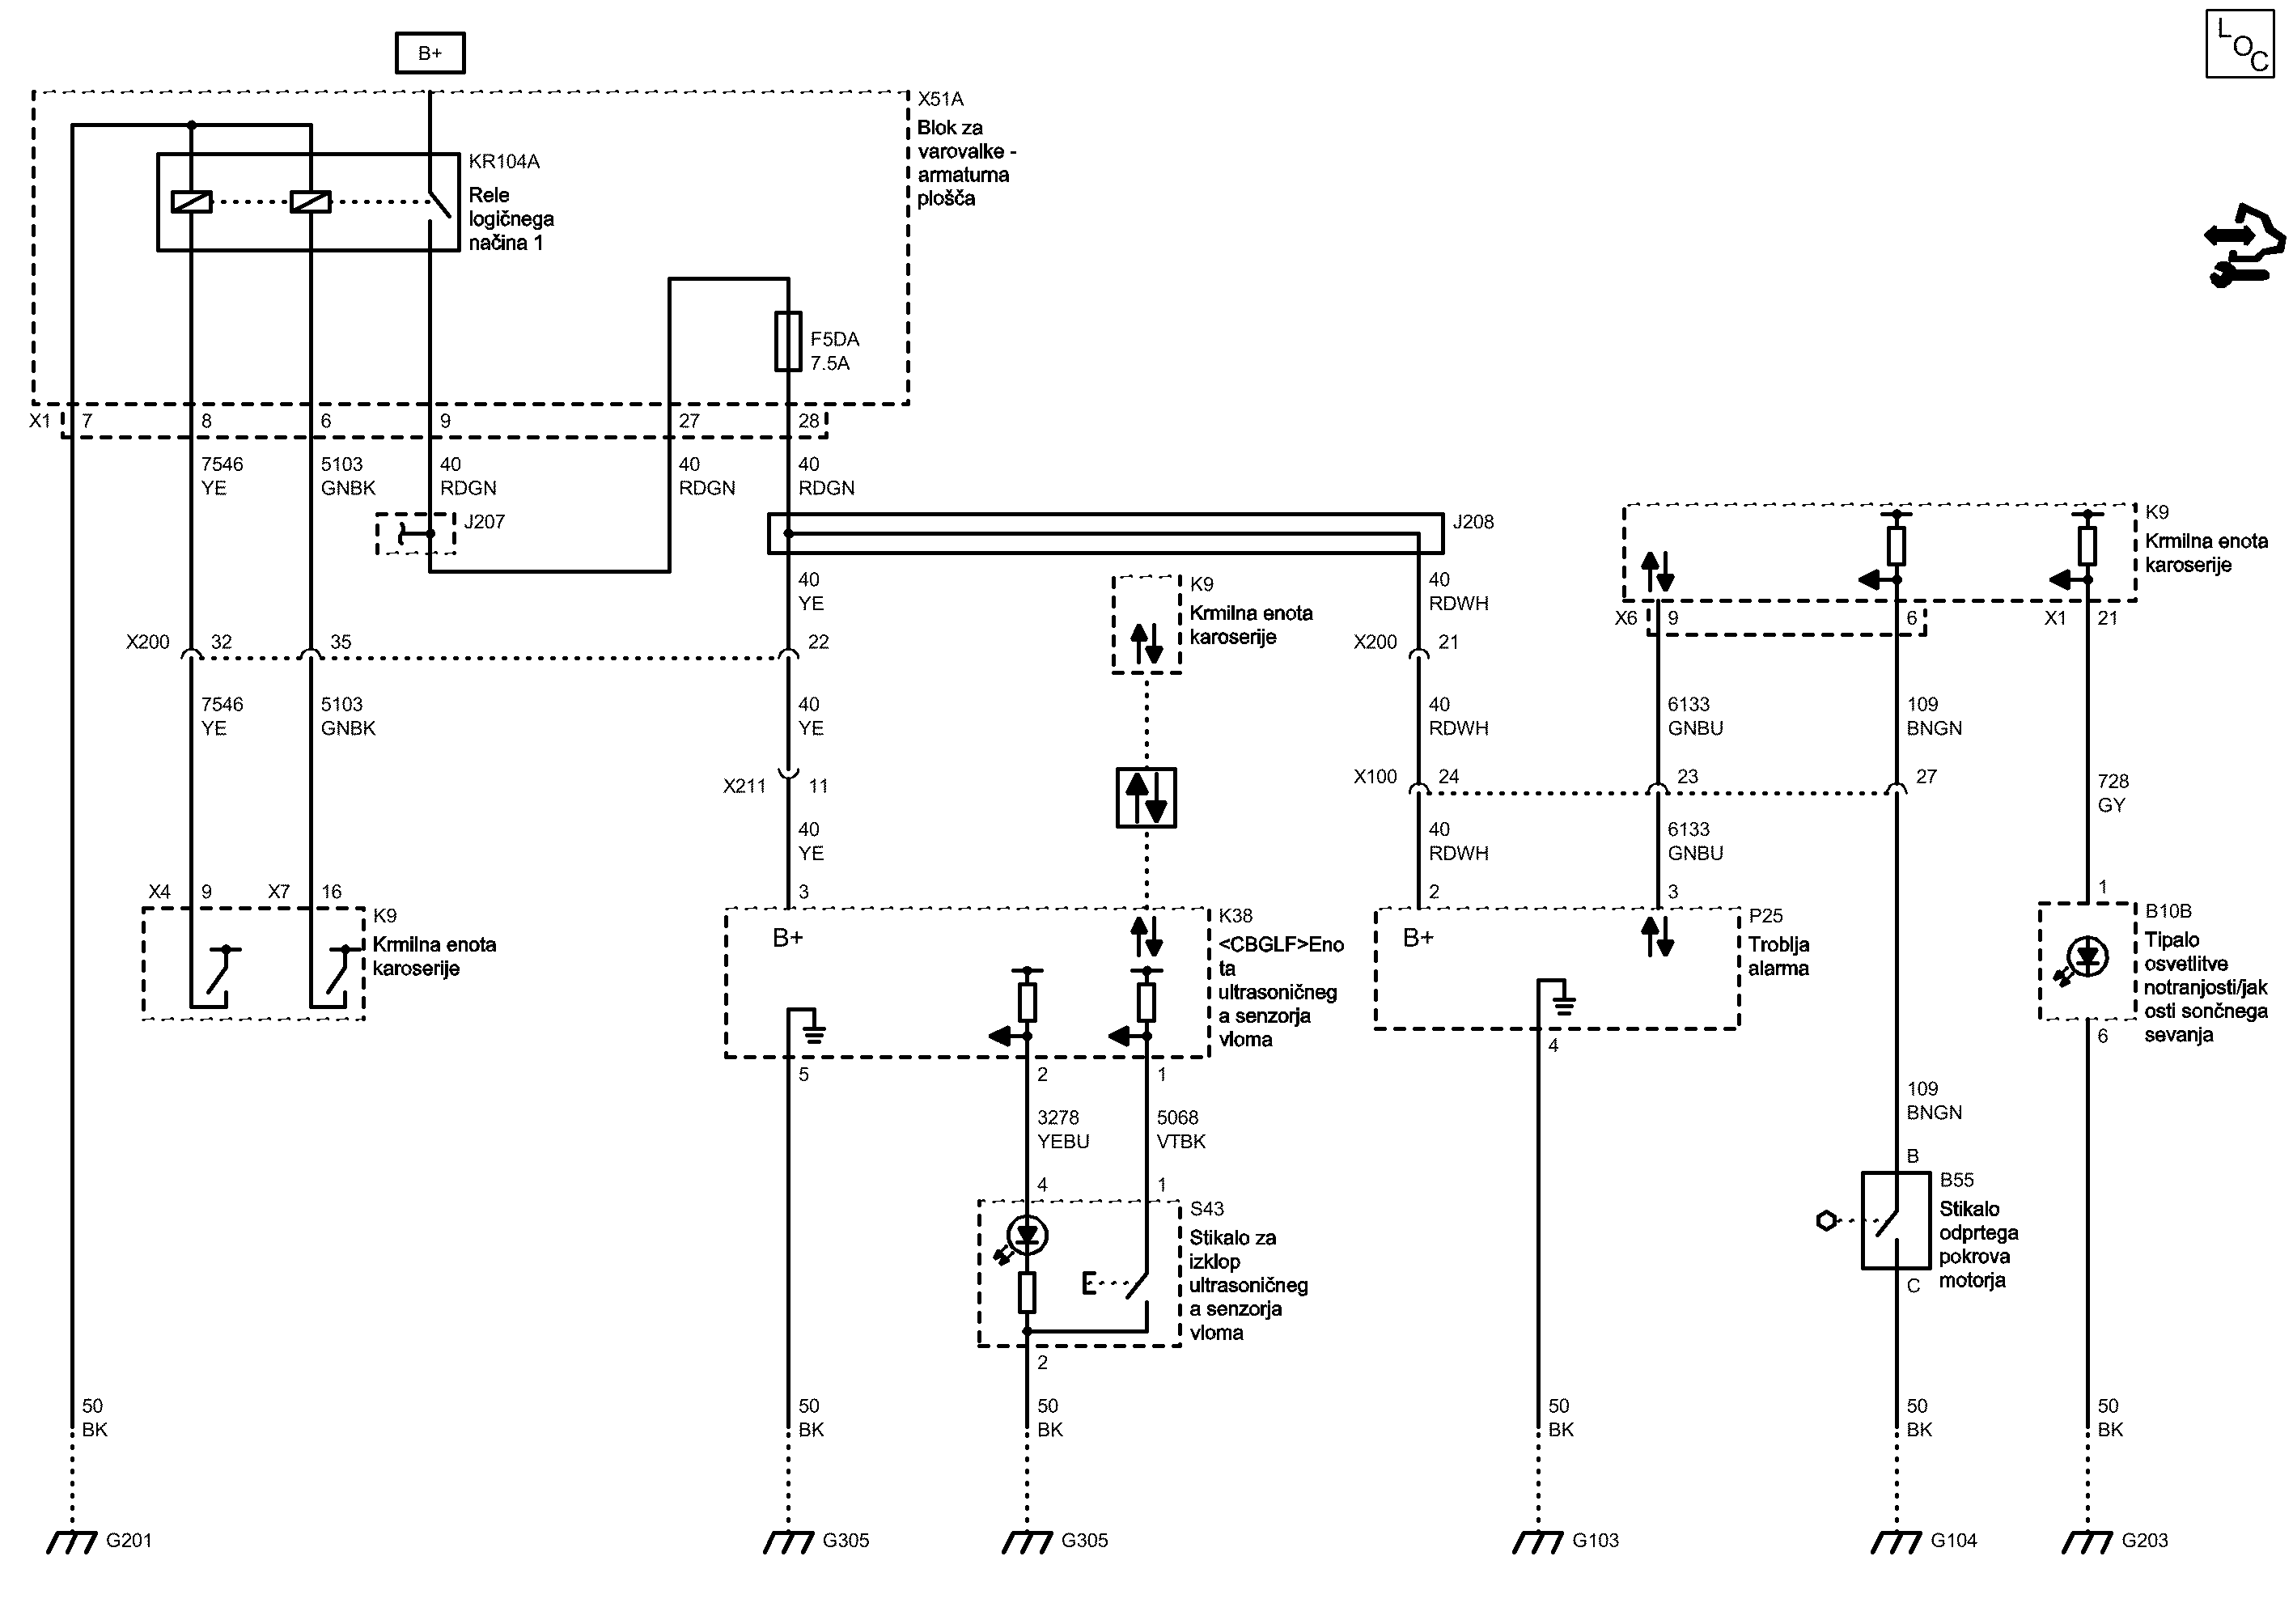 B+
L
O
C
X51A
Blok za
varovalke -
armaturna
plošča
KR104A
Rele
logičnega
načina 1
F5DA
7.5A
X1 7 8 6 9 27 28
7546 5103 40 40 40
YE GNBK RDGN RDGN RDGN
J207
J208
K9
Krmilna enota
karoserije
40 40
YE RDWH
K9
Krmilna enota
karoserije
X6 9 6 X1 21
X200 32 35 22 X200 21
7546 5103 40 40 6133 109
YE GNBK YE RDWH GNBU BNGN
X211 11 X100 24 23 27
728
GY
40 40 6133
YE RDWH GNBU
X4 9 X7 16 3 2 3 1
K9
Krmilna enota
karoserije
B+
K38
<CBGLF>Eno
ta
ultrasoničneg
a senzorja
vloma
B+
P25
Troblja
alarma
B10B
Tipalo
osvetlitve
notranjosti/jak
osti sončnega
sevanja
5 2 1 4 6
3278 5068 109
YEBU VTBK BNGN
4 1 B
S43
Stikalo za
izklop
ultrasoničneg
a senzorja
vloma
B55
Stikalo
odprtega
pokrova
motorja
2 C
50 50 50 50 50 50
BK BK BK BK BK BK
G201 G305 G305 G103 G104 G203